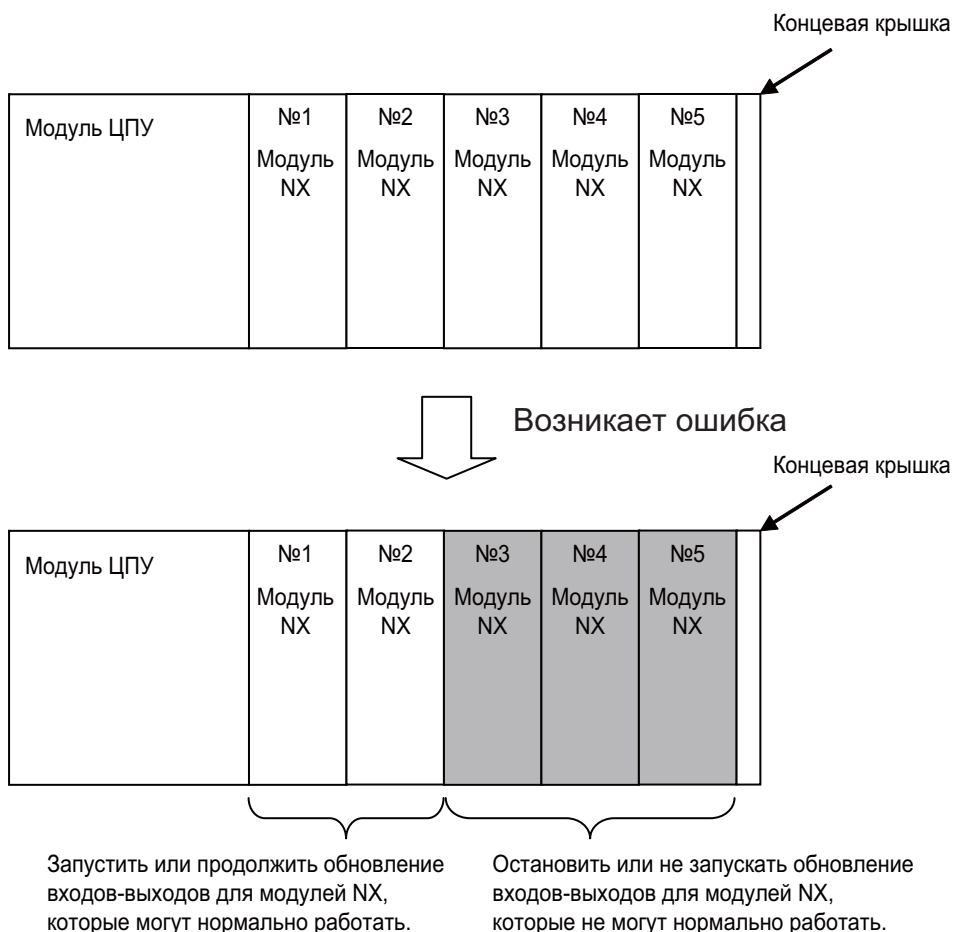 Концевая крышка
Модуль ЦПУ
№1
Модуль
NX
№2
Модуль
NX
№3
Модуль
NX
№4
Модуль
NX
№5
Модуль
NX
Возникает ошибка
Концевая крышка
Модуль ЦПУ
№1
Модуль
NX
№2
Модуль
NX
№3
Модуль
NX
№4
Модуль
NX
№5
Модуль
NX
Запустить или продолжить обновление
входов-выходов для модулей NX,
которые могут нормально работать.
Остановить или не запускать обновление
входов-выходов для модулей NX,
которые не могут нормально работать.